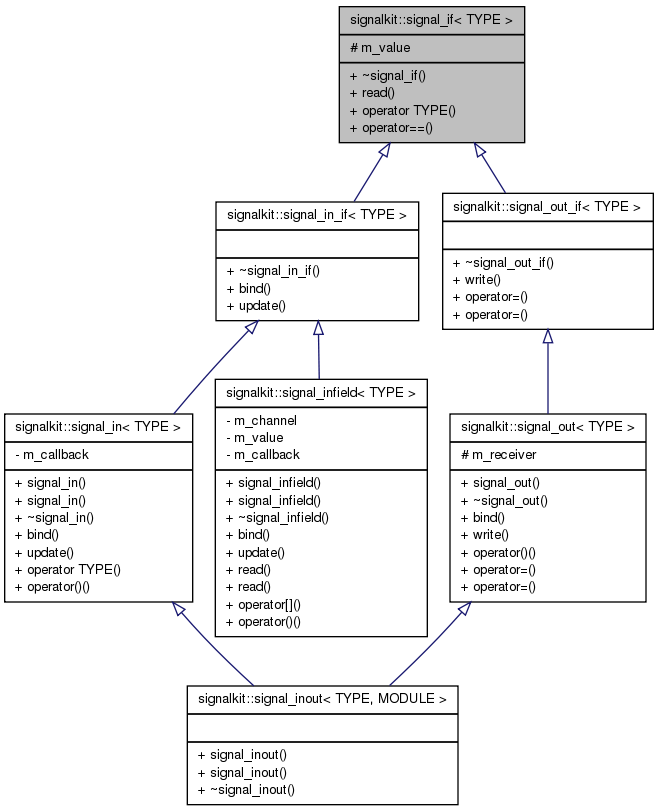 signalkit::signal_if< TYPE >
# m_value
+ ~signal_if()
+ read()
+ operator TYPE()
+ operator==()
signalkit::signal_in_if< TYPE >
+ ~signal_in_if()
+ bind()
+ update()
signalkit::signal_out_if< TYPE >
+ ~signal_out_if()
+ write()
+ operator=()
+ operator=()
signalkit::signal_in< TYPE >
- m_callback
+ signal_in()
+ signal_in()
+ ~signal_in()
+ bind()
+ update()
+ operator TYPE()
+ operator()()
signalkit::signal_infield< TYPE >
- m_channel
- m_value
- m_callback
+ signal_infield()
+ signal_infield()
+ ~signal_infield()
+ bind()
+ update()
+ read()
+ read()
+ operator[]()
+ operator()()
signalkit::signal_out< TYPE >
# m_receiver
+ signal_out()
+ ~signal_out()
+ bind()
+ write()
+ operator()()
+ operator=()
+ operator=()
signalkit::signal_inout< TYPE, MODULE >
+ signal_inout()
+ signal_inout()
+ ~signal_inout()